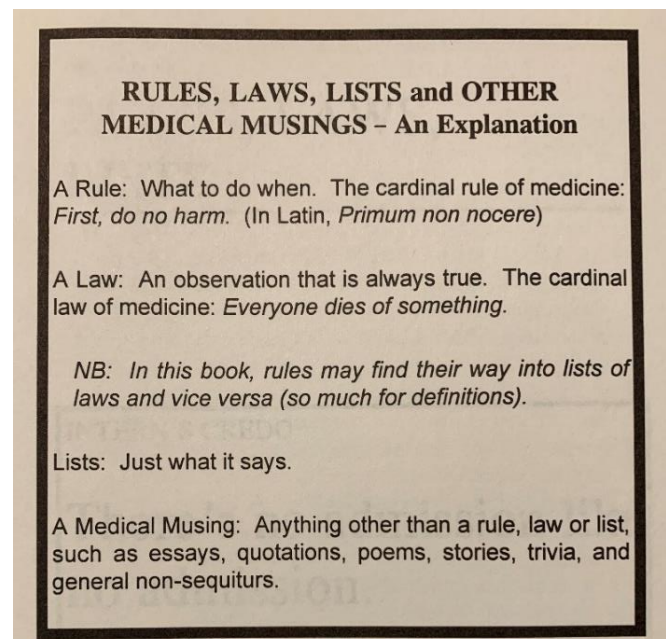 RULES, LAWS, LISTS and OTHER
MEDICAL MUSINGS – An Explanation
A Rule: What to do when. The cardinal rule of medicine:
First, do no harm. (In Latin, Primum non nocere)
A Law: An observation that is always true. The cardinal
law of medicine: Everyone dies of something.
NB: In this book, rules may find their way into lists of
laws and vice versa (so much for definitions).
Lists: Just what it says.
A Medical Musing: Anything other than a rule, law or list,
such as essays, quotations, poems, stories, trivia, and
general non-sequiturs.